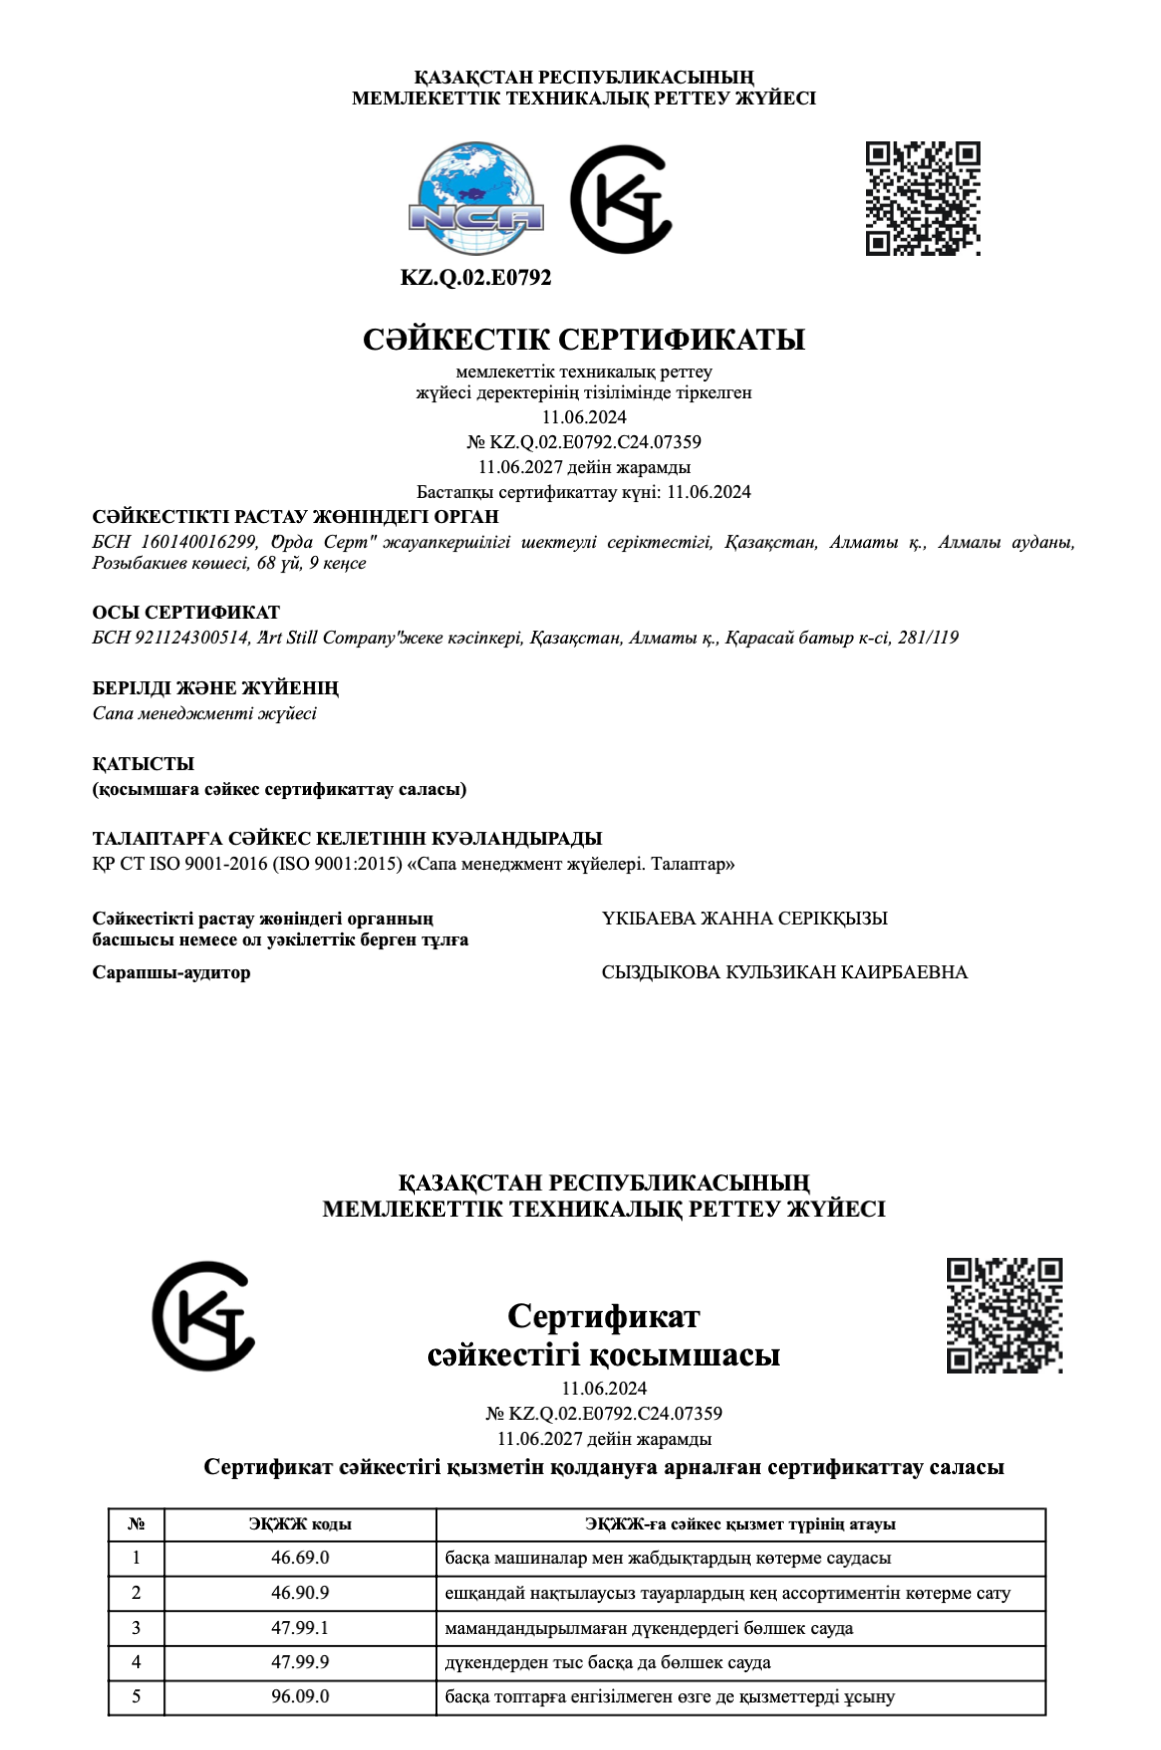 ҚАЗАҚСТАН РЕСПУБЛИКАСЫНЫҢ
МЕМЛЕКЕТТІК ТЕХНИКАЛЫҚ РЕТТЕУ ЖҮЙЕСІ
NCA
KZ.Q.02.E0792
СӘЙКЕСТІК СЕРТИФИКАТЫ
мемлекеттік техникалық реттеу
жүйесі деректерінің тізілімінде тіркелген
11.06.2024
№ KZ.Q.02.E0792.C24.07359
11.06.2027 дейін жарамды
Бастапқы сертификаттау күні: 11.06.2024
СӘЙКЕСТІКТІ РАСТАУ ЖӨНІНДЕГІ ОРГАН
БСН 160140016299, "Орда Серт" жауапкершілігі шектеулі серіктестігі, Қазақстан, Алматы қ., Алмалы ауданы,
Розыбакиев көшесі, 68 үй, 9 кеңсе
ОСЫ СЕРТИФИКАТ
БСН 921124300514, "Art Still Company"жеке кәсіпкері, Қазақстан, Алматы қ., Қарасай батыр к-сі, 281/119
БЕРІЛДІ ЖӘНЕ ЖҮЙЕНІҢ
Сапа менеджменті жүйесі
ҚАТЫСТЫ
(қосымшаға сәйкес сертификаттау саласы)
ТАЛАПТАРҒА СӘЙКЕС КЕЛЕТІНІН КУӘЛАНДЫРАДЫ
ҚР СТ ISO 9001-2016 (ISO 9001:2015) «Сапа менеджмент жүйелері. Талаптар»
Сәйкестікті растау жөніндегі органның ҮКІБАЕВА ЖАННА СЕРІКҚЫЗЫ
басшысы немесе ол уәкілеттік берген тұлға
Сарапшы-аудитор СЫЗДЫКОВА КУЛЬЗИКАН КАИРБАЕВНА
ҚАЗАҚСТАН РЕСПУБЛИКАСЫНЫҢ
МЕМЛЕКЕТТІК ТЕХНИКАЛЫҚ РЕТТЕУ ЖҮЙЕСІ
Сертификат
сәйкестігі қосымшасы
11.06.2024
№ KZ.Q.02.E0792.C24.07359
11.06.2027 дейін жарамды
Сертификат сәйкестігі қызметін қолдануға арналған сертификаттау саласы
№ ЭҚЖЖ коды ЭҚЖЖ-ға сәйкес қызмет түрінің атауы
1 46.69.0 басқа машиналар мен жабдықтардың көтерме саудасы
2 46.90.9 ешқандай нақтылаусыз тауарлардың кең ассортиментін көтерме сату
3 47.99.1 мамандандырылмаған дүкендердегі бөлшек сауда
4 47.99.9 дүкендерден тыс басқа да бөлшек сауда
5 96.09.0 басқа топтарға енгізілмеген өзге де қызметтерді ұсыну